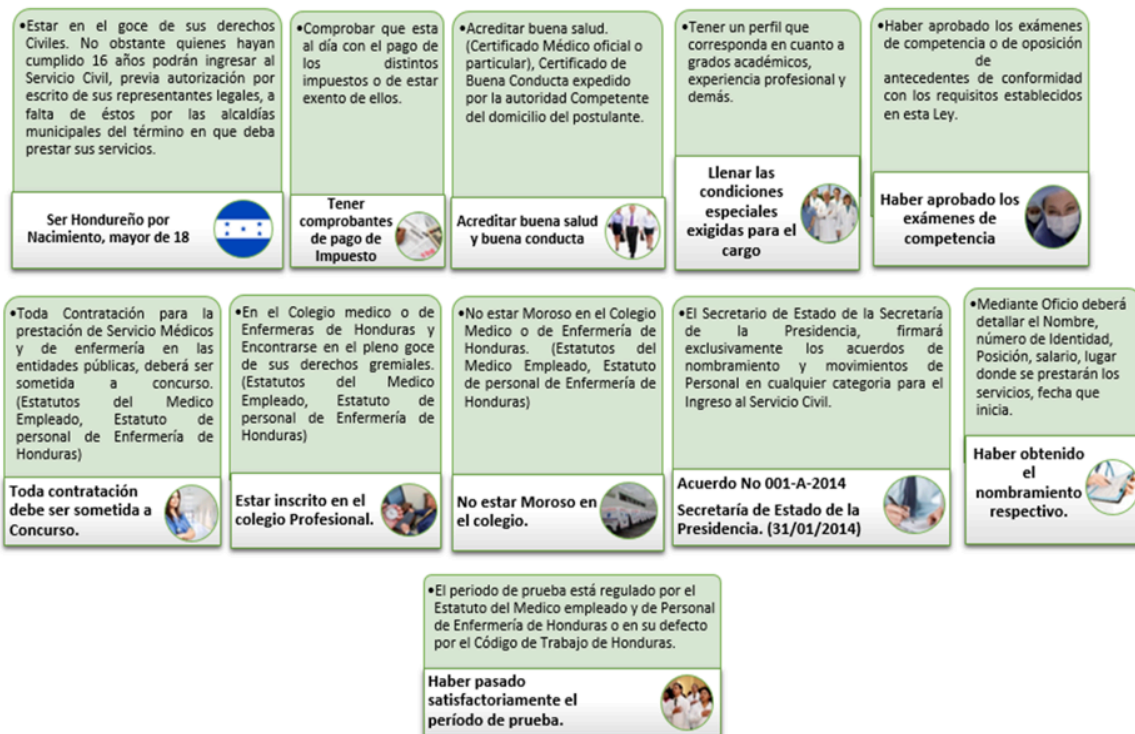 •Estar en el goce de sus derechos
Civiles. No obstante quienes hayan
cumplido 16 años podrán ingresar al
Servicio Civil, previa autorización por
escrito de sus representantes legales, a
falta de éstos por las alcaldías
municipales del término en que deba
prestar sus servicios.
Ser Hondureño por
Nacimiento, mayor de 18
•Comprobar que esta
al día con el pago de
los distintos
impuestos o de estar
exento de ellos.
Tener
comprobantes
de pago de
Impuesto
•Acreditar buena salud.
(Certificado Médico oficial o
particular), Certificado de
Buena Conducta expedido
por la autoridad Competente
del domicilio del postulante.
Acreditar buena salud
y buena conducta
•Tener un perfil que
corresponda en cuanto a
grados académicos,
experiencia profesional y
demás.
Llenar las
condiciones
especiales
exigidas para el
cargo
•Haber aprobado los exámenes
de competencia o de oposición
de
antecedentes de conformidad
con los requisitos establecidos
en esta Ley.
Haber aprobado los
exámenes de
competencia
•Toda Contratación para la
prestación de Servicio Médicos
y de enfermería en las
entidades públicas, deberá ser
sometida a concurso.
(Estatutos del Medico
Empleado, Estatuto de
personal de Enfermería de
Honduras)
Toda contratación
debe ser sometida a
Concurso.
•En el Colegio medico o de
Enfermeras de Honduras y
Encontrarse en el pleno goce
de sus derechos gremiales.
(Estatutos del Medico
Empleado, Estatuto de
personal de Enfermería de
Honduras)
Estar inscrito en el
colegio Profesional.
•No estar Moroso en el Colegio
Medico o de Enfermería de
Honduras. (Estatutos del
Medico Empleado, Estatuto
de personal de Enfermería de
Honduras)
No estar Moroso en
el colegio.
•El Secretario de Estado de la Secretaría
de la Presidencia, firmará
exclusivamente los acuerdos de
nombramiento y movimientos de
Personal en cualquier categoria para el
Ingreso al Servicio Civil.
Acuerdo No 001-A-2014
Secretaría de Estado de la
Presidencia. (31/01/2014)
•Mediante Oficio deberá
detallar el Nombre,
número de Identidad,
Posición, salario, lugar
donde se prestarán los
servicios, fecha que
inicia.
Haber obtenido
el
nombramiento
respectivo.
•El periodo de prueba está regulado por el
Estatuto del Medico empleado y de Personal
de Enfermería de Honduras o en su defecto
por el Código de Trabajo de Honduras.
Haber pasado
satisfactoriamente el
período de prueba.